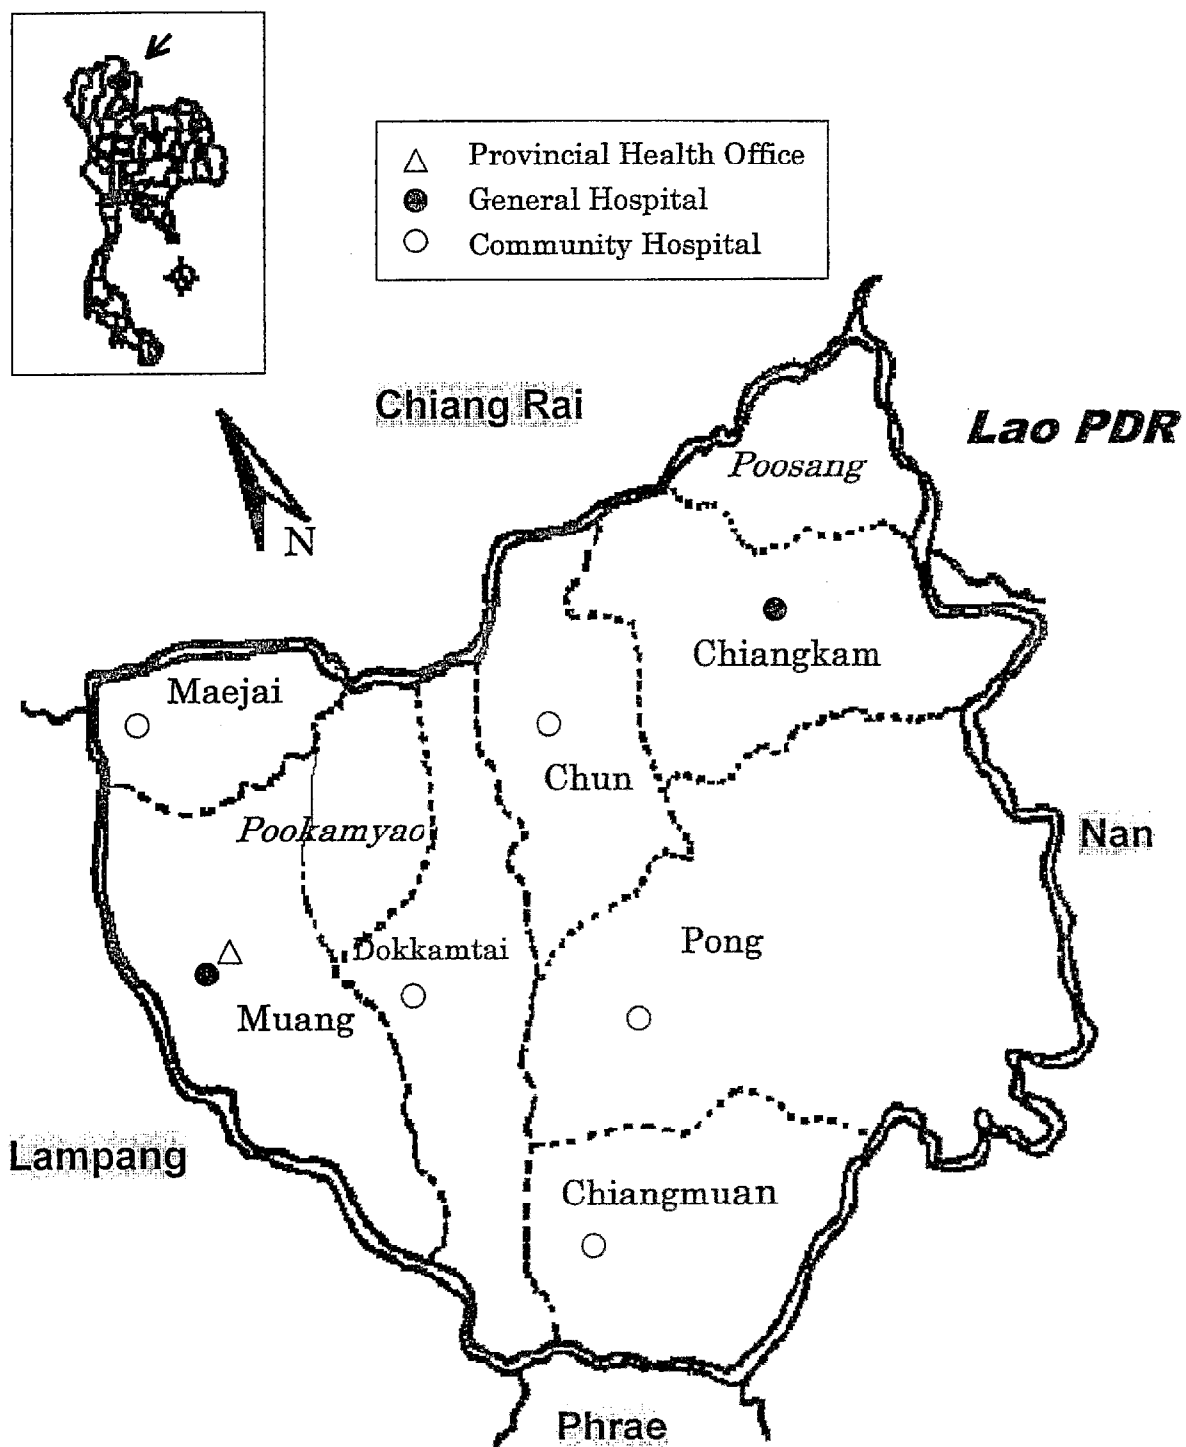 Provincial Health Office
General Hospital
Community Hospital
Chiang Rai
Lao PDR
Poosang
N
Chiangkam
Maejai
Chun
Pookamyao
Nan
Pong
Dokkamtai
Muang
Lampang
Chiangmuan
Phrae